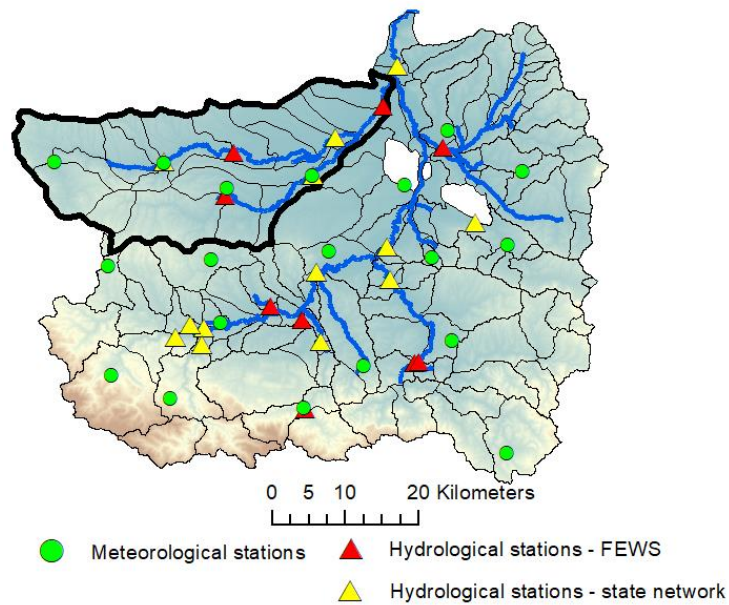 0 5 10 20 Kilometers
Meteorological stations
Hydrological stations - FEWS
Hydrological stations - state network